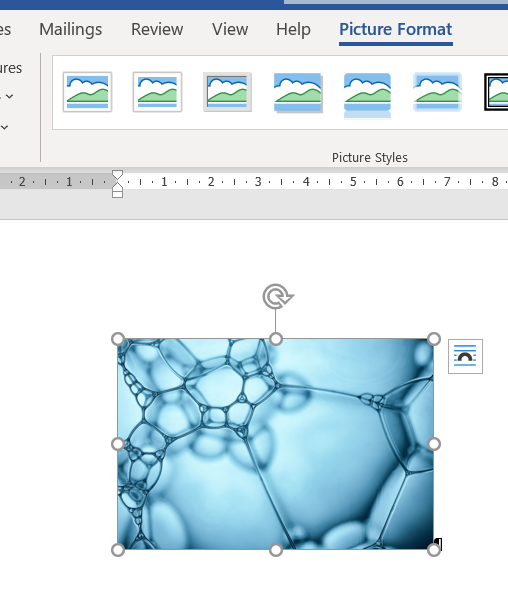 es Mailings Review View Help Picture Format
ures
Picture Styles
2 1 1 2 3 4 5 6 7 8
¶